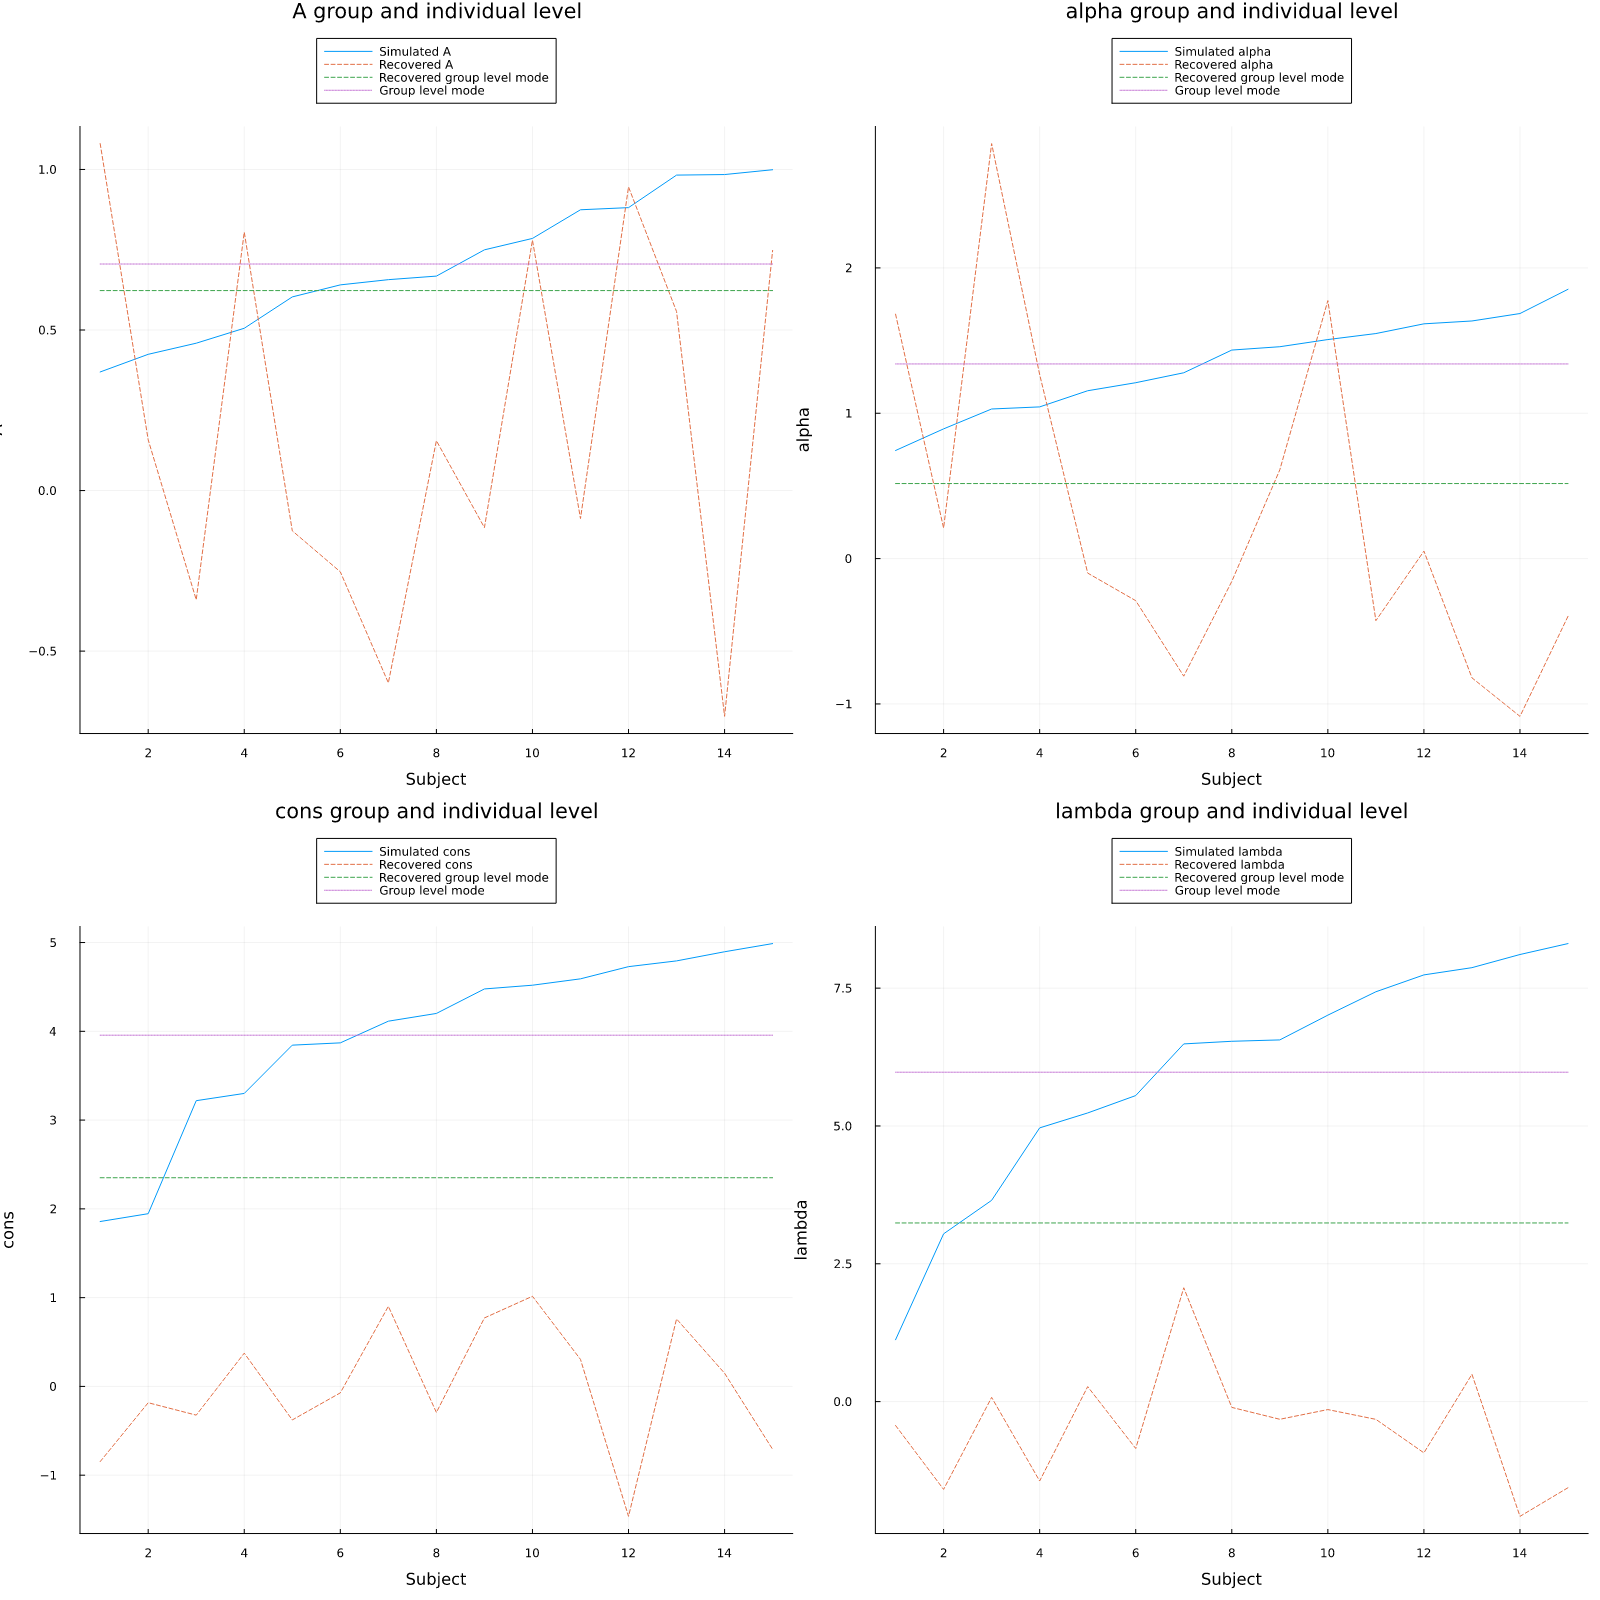 A group and individual level
Simulated A
Recovered A
Recovered group level mode
Group level mode
1.0
0.5
0.0
−0.5
2 4 6 8 10 12 14
Subject
alpha group and individual level
Simulated alpha
Recovered alpha
Recovered group level mode
Group level mode
alpha
2
1
0
−1
2 4 6 8 10 12 14
Subject
cons group and individual level
Simulated cons
Recovered cons
Recovered group level mode
Group level mode
cons
5
4
3
2
1
0
−1
2 4 6 8 10 12 14
Subject
lambda group and individual level
Simulated lambda
Recovered lambda
Recovered group level mode
Group level mode
lambda
7.5
5.0
2.5
0.0
2 4 6 8 10 12 14
Subject